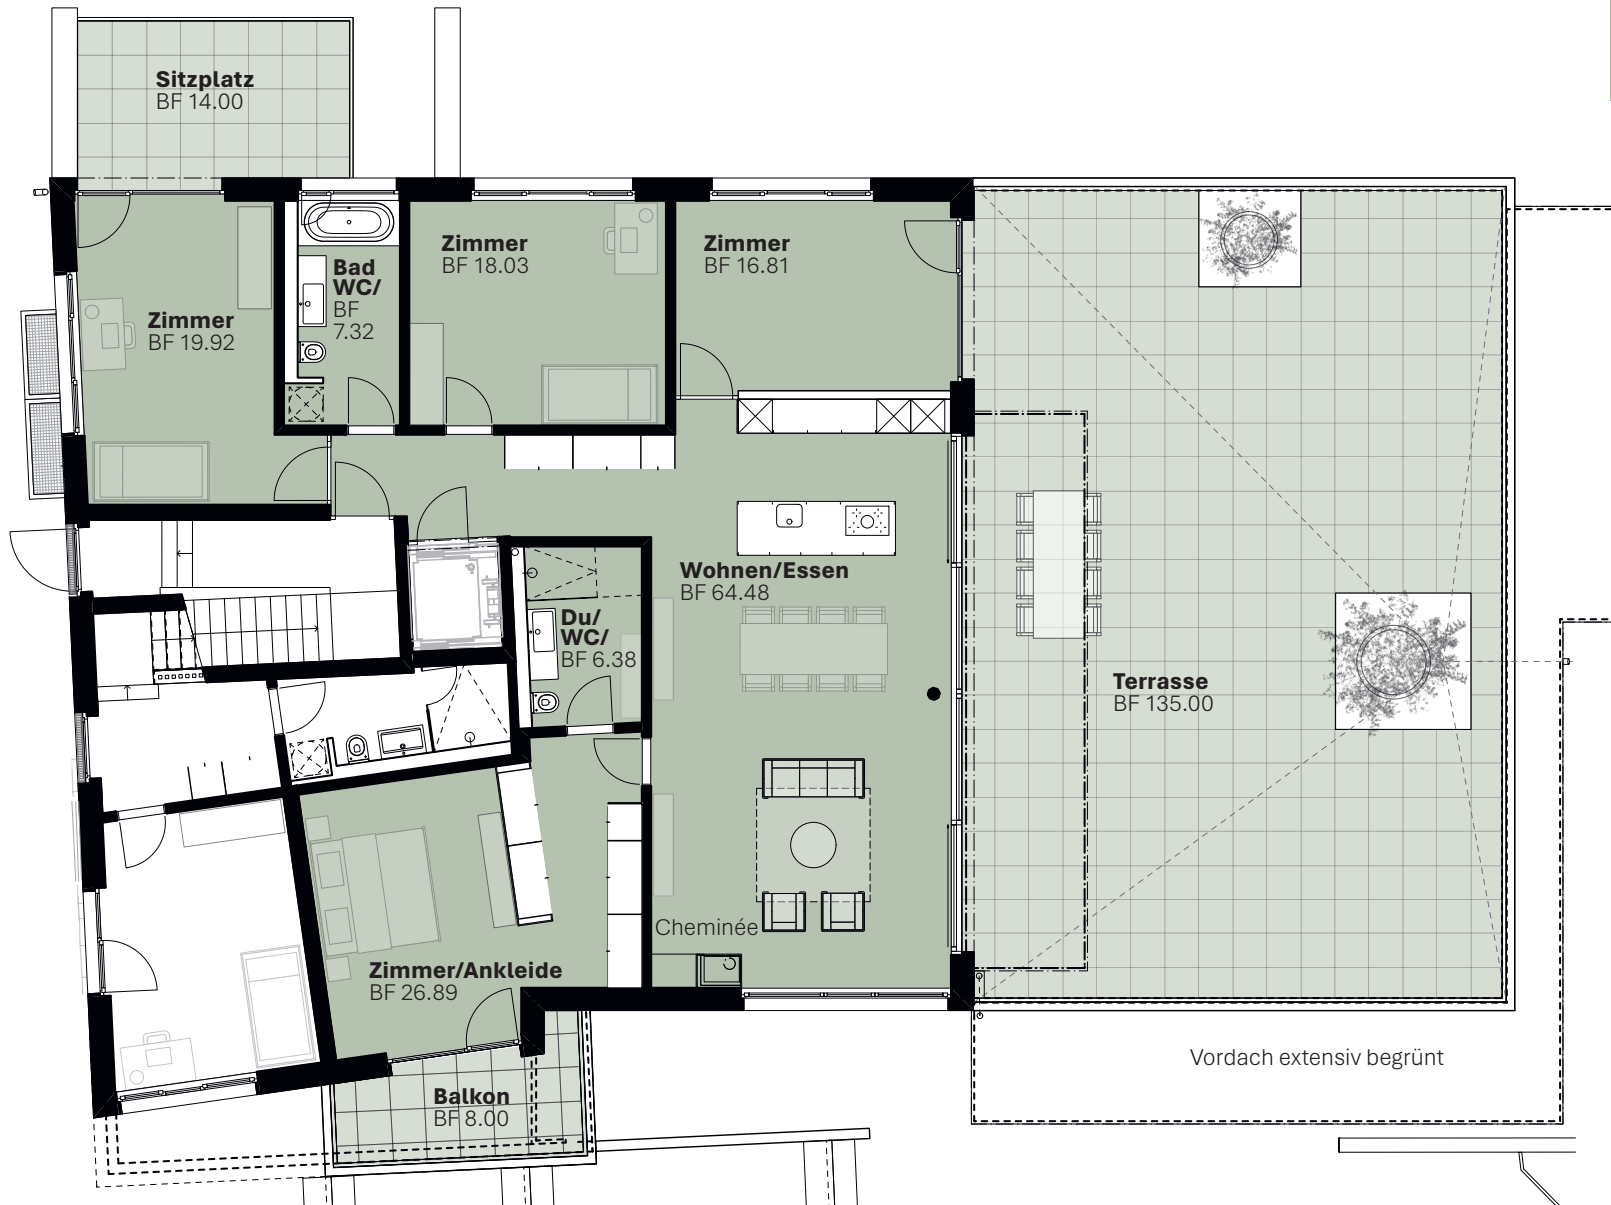 Sitzplatz
BF 14.00
Zimmer
BF 19.92
Bad
WC/
BF
7.32
Zimmer
BF 18.03
Zimmer
BF 16.81
Wohnen/Essen
BF 64.48
Du/
WC/
BF 6.38
Terrasse
BF 135.00
Cheminée
Zimmer/Ankleide
BF 26.89
Vordach extensiv begrünt
Balkon
BF 8.00